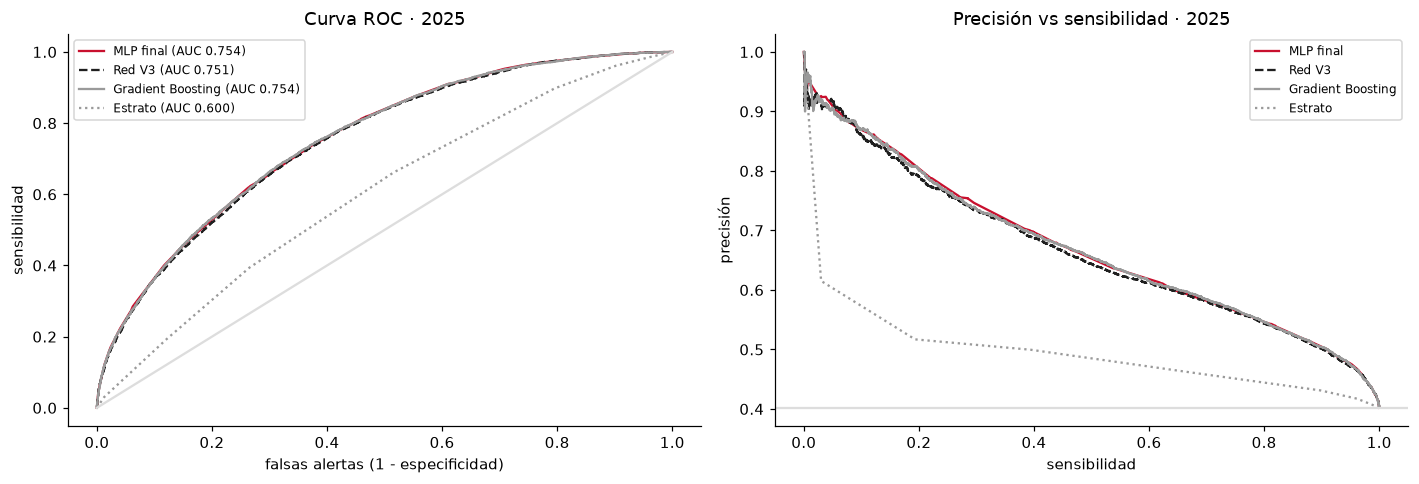 Curva ROC · 2025
MLP final (AUC 0.754)
Red V3 (AUC 0.751)
Gradient Boosting (AUC 0.754)
Estrato (AUC 0.600)
sensibilidad
1.0
0.8
0.6
0.4
0.2
0.0
0.0 0.2 0.4 0.6 0.8 1.0
falsas alertas (1 - especificidad)
Precisión vs sensibilidad · 2025
MLP final
Red V3
Gradient Boosting
Estrato
precisión
1.0
0.9
0.8
0.7
0.6
0.5
0.4
0.0 0.2 0.4 0.6 0.8 1.0
sensibilidad